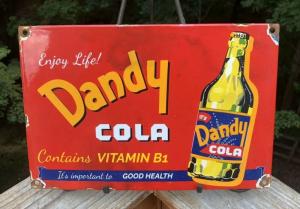 Enjoy Life!
Dandy
COLA
Contains VITAMIN B1
It's important to GOOD HEALTH
IT'S
Dandy
COLA